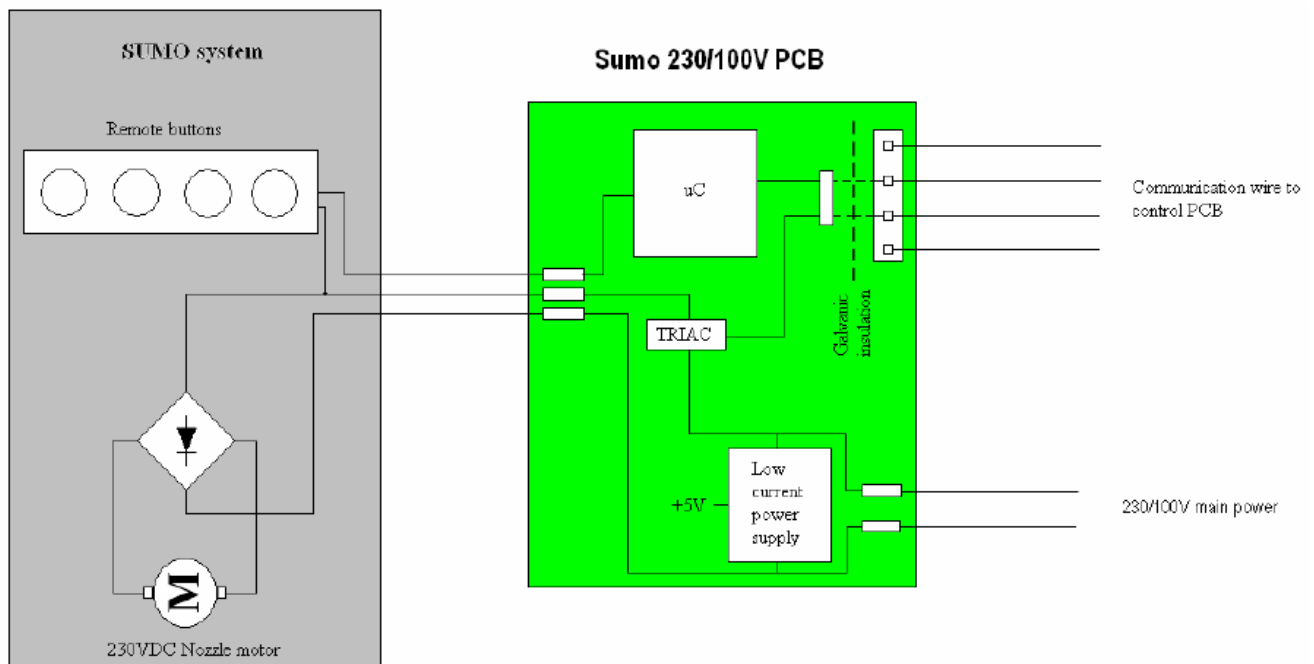 SUMO system
Sumo 230/100V PCB
Remote buttons
uC
Communication wire to
control PCB
Galvanic
insulation
TRIAC
Low
current
power
supply
+5V
230/100V main power
M
230VDC Nozzle motor